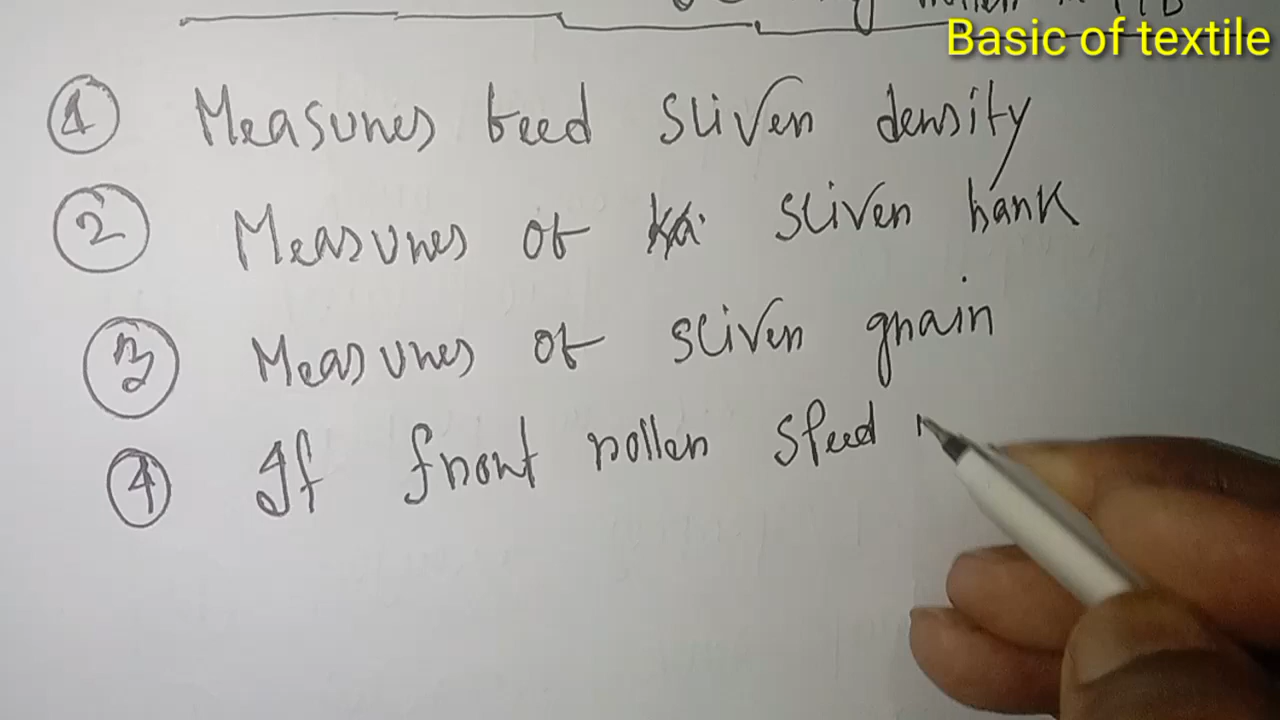 Basic of textile
① Measures feed sliver density
② Measures of sliver hank
③ Measures of sliver grain
④ If front roller speed